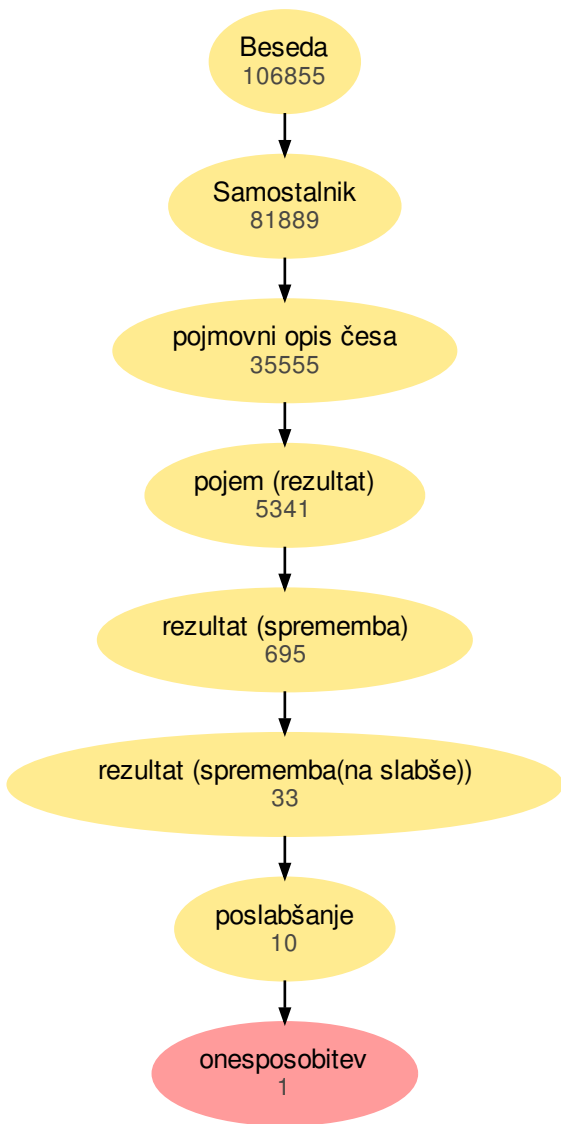 Beseda
106855
Samostalnik
81889
pojmovni opis česa
35555
pojem (rezultat)
5341
rezultat (sprememba)
695
rezultat (sprememba(na slabše))
33
poslabšanje
10
onesposobitev
1